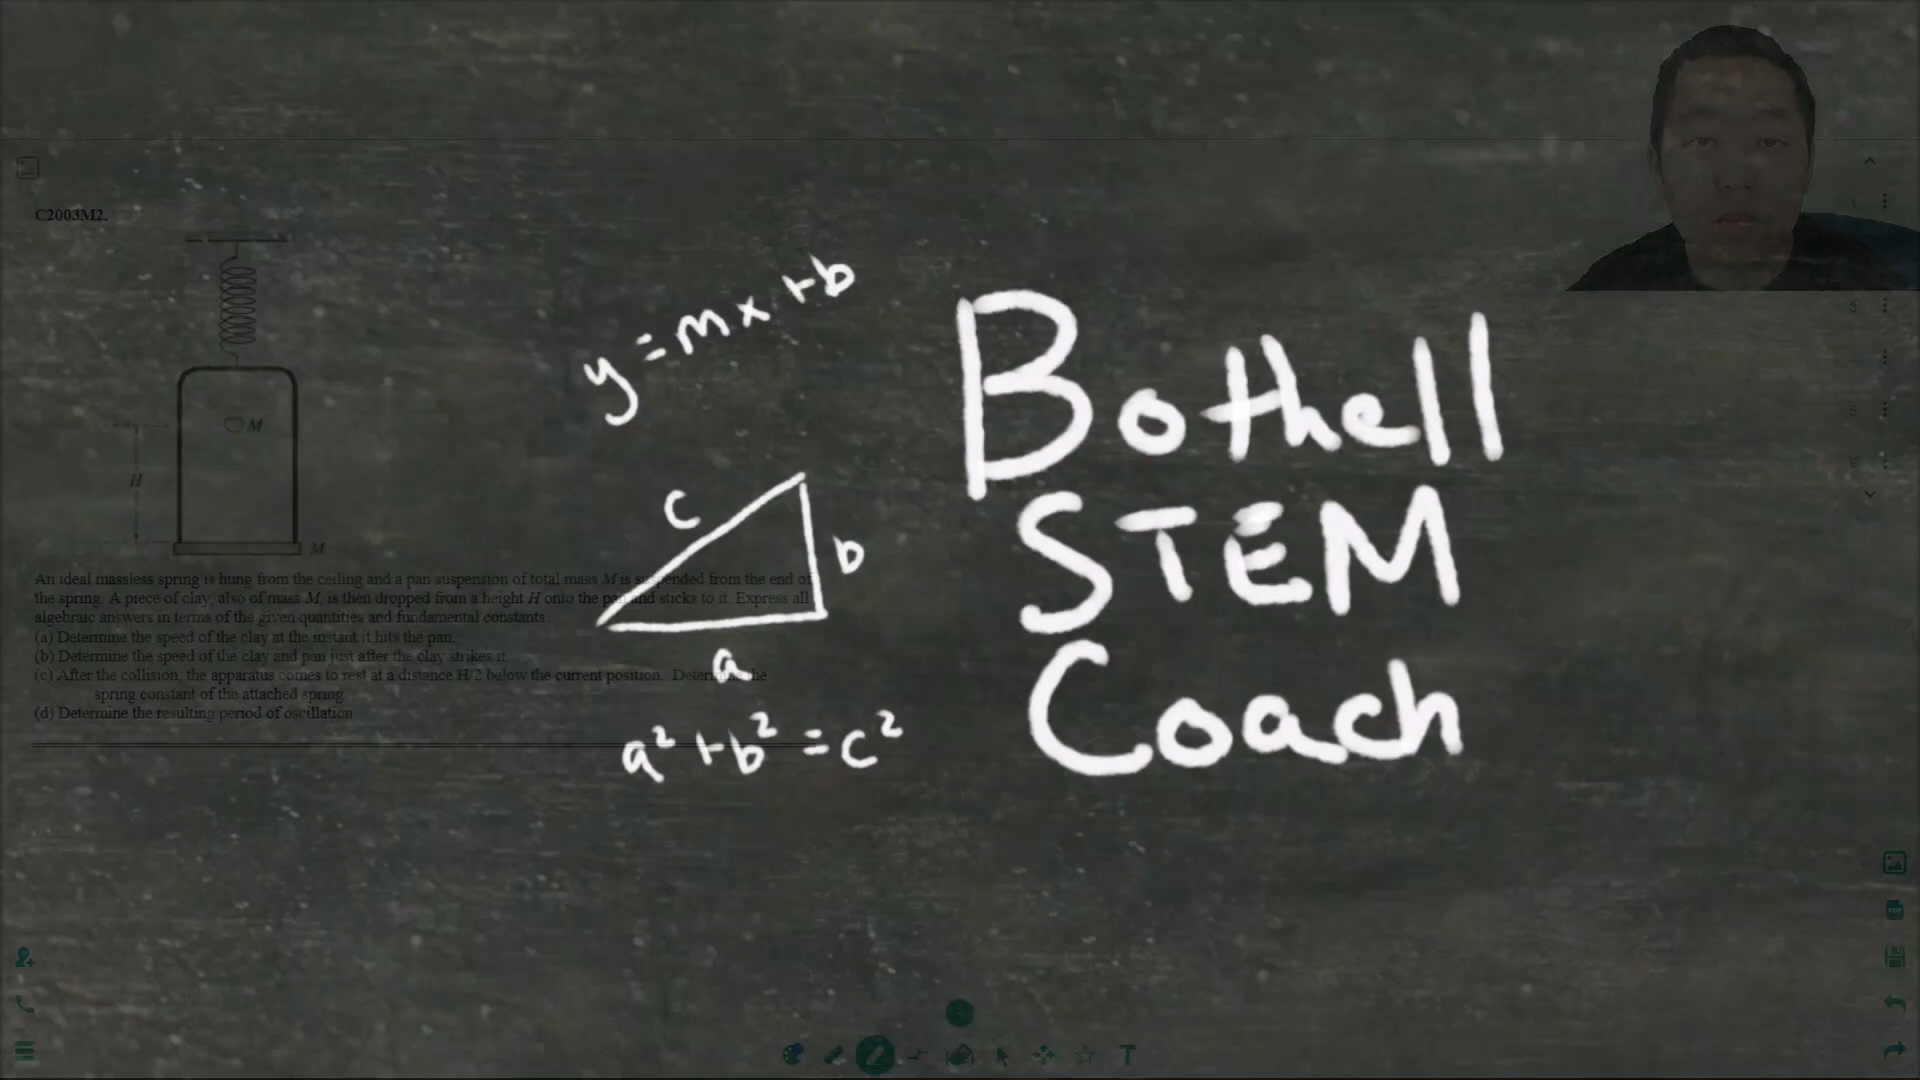 C2003M2.
M
H
M
An ideal massless spring is hung from the ceiling and a pan suspension of total mass M is suspended from the end of
the spring. A piece of clay, also of mass M, is then dropped from a height H onto the pan and sticks to it. Express all
algebraic answers in terms of the given quantities and fundamental constants.
(a) Determine the speed of the clay at the instant it hits the pan.
(b) Determine the speed of the clay and pan just after the clay strikes it.
(c) After the collision, the apparatus comes to rest at a distance H/2 below the current position. Determine the
spring constant of the attached spring
(d) Determine the resulting period of oscillation
y = mx + b
c
b
a
a² + b² = c²
Bothell
STEM
Coach
T